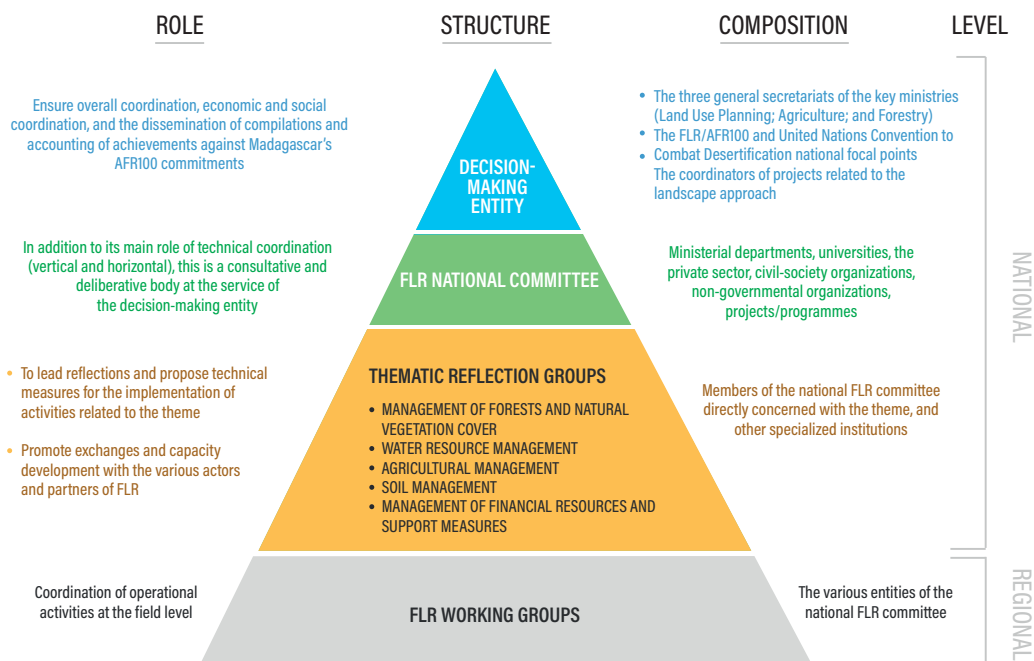 ROLE
STRUCTURE
COMPOSITION
LEVEL
Ensure overall coordination, economic and social
coordination, and the dissemination of compilations and
accounting of achievements against Madagascar's
AFR100 commitments
DECISION-
MAKING
ENTITY
• The three general secretariats of the key ministries
(Land Use Planning; Agriculture; and Forestry)
• The FLR/AFR100 and United Nations Convention to
• Combat Desertification national focal points
The coordinators of projects related to the
landscape approach
In addition to its main role of technical coordination
(vertical and horizontal), this is a consultative and
deliberative body at the service of
the decision-making entity
FLR NATIONAL COMMITTEE
Ministerial departments, universities, the
private sector, civil-society organizations,
non-governmental organizations,
projects/programmes
NATIONAL
• To lead reflections and propose technical
measures for the implementation of
activities related to the theme
• Promote exchanges and capacity
development with the various actors
and partners of FLR
THEMATIC REFLECTION GROUPS
• MANAGEMENT OF FORESTS AND NATURAL
VEGETATION COVER
• WATER RESOURCE MANAGEMENT
• AGRICULTURAL MANAGEMENT
• SOIL MANAGEMENT
• MANAGEMENT OF FINANCIAL RESOURCES AND
SUPPORT MEASURES
Members of the national FLR committee
directly concerned with the theme, and
other specialized institutions
Coordination of operational
activities at the field level
FLR WORKING GROUPS
The various entities of the
national FLR committee
REGIONAL